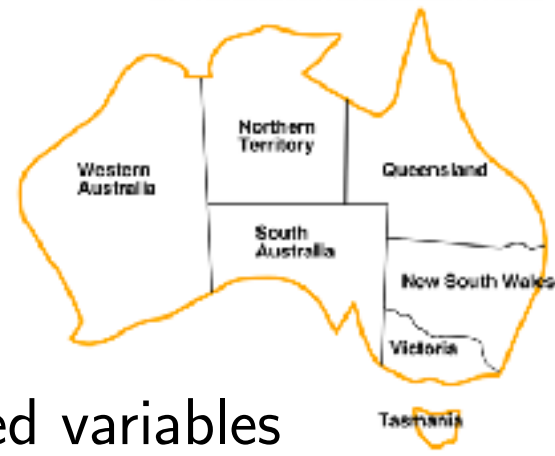 Northern
Territory
Western
Australia
Queensland
South
Australia
New South Wales
Victoria
Tasmania
ed variables